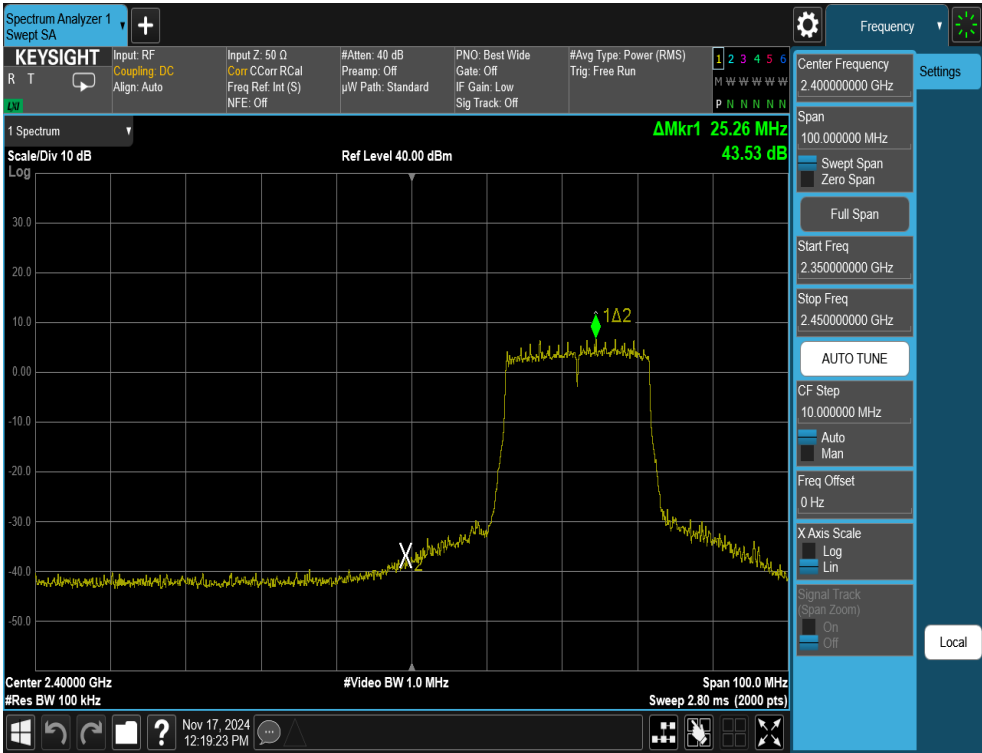 Spectrum Analyzer 1
Swept SA
+
Frequency
KEYSIGHT
R T
LXI
Input: RF
Coupling: DC
Align: Auto
Input Z: 50 Ω
Corr CCorr RCal
Freq Ref: Int (S)
NFE: Off
#Atten: 40 dB
Preamp: Off
µW Path: Standard
PNO: Best Wide
Gate: Off
IF Gain: Low
Sig Track: Off
#Avg Type: Power (RMS)
Trig: Free Run
1 2 3 4 5 6
M W W W W W
P N N N N N
1 Spectrum
Scale/Div 10 dB
Log
Ref Level 40.00 dBm
ΔMkr1 25.26 MHz
43.53 dB
30.0
20.0
10.0
0.00
-10.0
-20.0
-30.0
-40.0
-50.0
1Δ2
X
2
Center 2.40000 GHz
#Res BW 100 kHz
#Video BW 1.0 MHz
Span 100.0 MHz
Sweep 2.80 ms (2000 pts)
Center Frequency
2.400000000 GHz
Span
100.000000 MHz
Swept Span
Zero Span
Full Span
Start Freq
2.350000000 GHz
Stop Freq
2.450000000 GHz
AUTO TUNE
CF Step
10.000000 MHz
Auto
Man
Freq Offset
0 Hz
X Axis Scale
Log
Lin
Signal Track
(Span Zoom)
On
Off
Settings
Local
?
Nov 17, 2024
12:19:23 PM